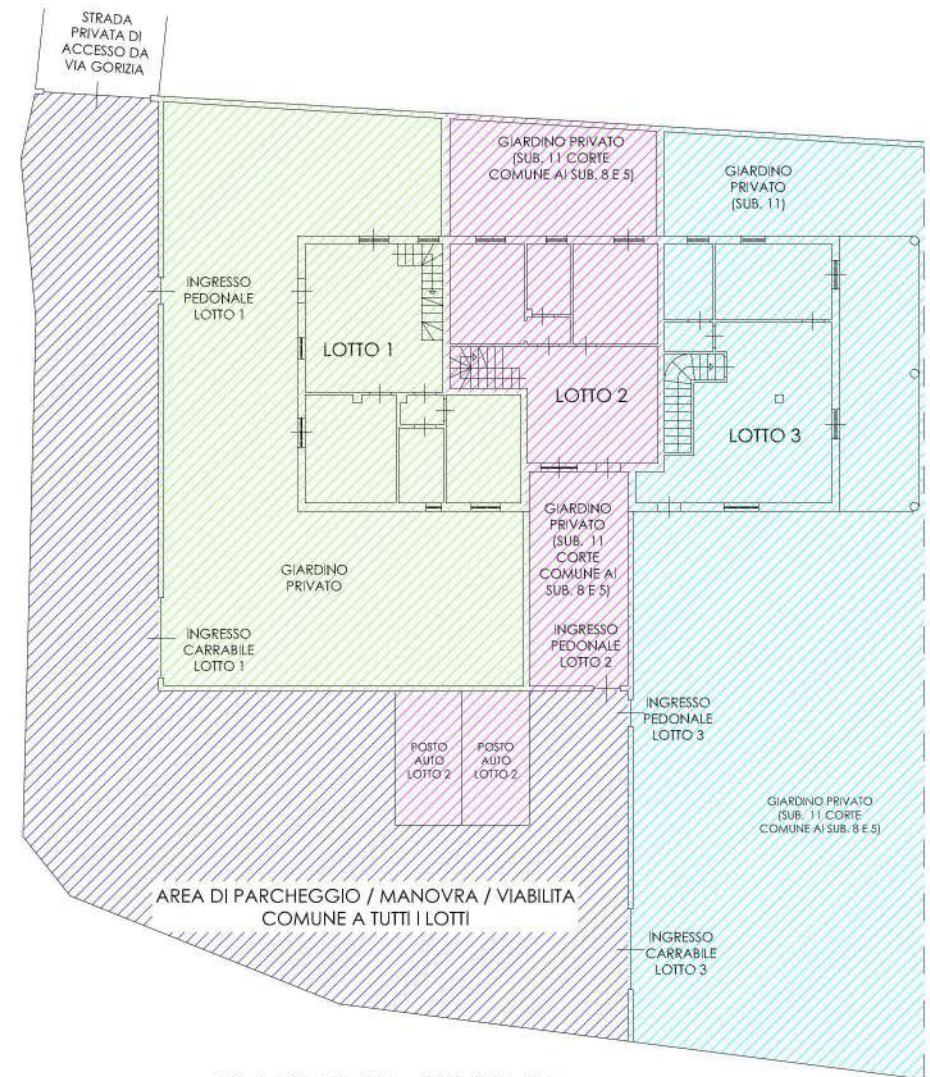 STRADA
PRIVATA DI
ACCESSO DA
VIA GORIZIA
GIARDINO PRIVATO
(SUB. 11 CORTE
COMUNE AI SUB. 8 E 5)
GIARDINO
PRIVATO
(SUB. 11)
INGRESSO
PEDONALE
LOTTO 1
LOTTO 1
LOTTO 2
LOTTO 3
GIARDINO
PRIVATO
(SUB. 11
CORTE
COMUNE AI
SUB. 8 E 5)
GIARDINO
PRIVATO
INGRESSO
CARRABILE
LOTTO 1
INGRESSO
PEDONALE
LOTTO 2
INGRESSO
PEDONALE
LOTTO 3
POSTO
AUTO
LOTTO 2
POSTO
AUTO
LOTTO 2
GIARDINO PRIVATO
(SUB. 11 CORTE
COMUNE AI SUB. 8 E 5)
AREA DI PARCHEGGIO / MANOVRA / VIABILITA
COMUNE A TUTTI I LOTTI
INGRESSO
CARRABILE
LOTTO 3